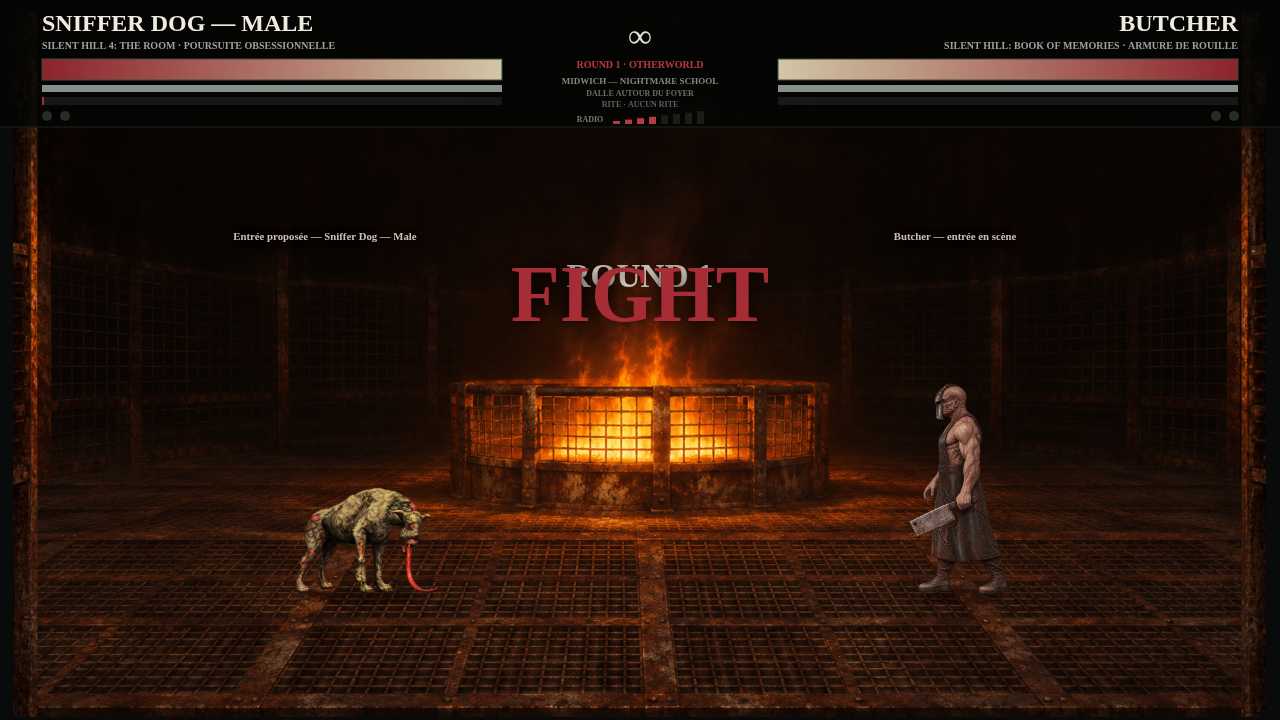 SNIFFER DOG — MALE
SILENT HILL 4: THE ROOM · POURSUITE OBSESSIONNELLE
∞
ROUND 1 · OTHERWORLD
MIDWICH — NIGHTMARE SCHOOL
DALLE AUTOUR DU FOYER
RITE · AUCUN RITE
RADIO
BUTCHER
SILENT HILL: BOOK OF MEMORIES · ARMURE DE ROUILLE
Entrée proposée — Sniffer Dog — Male
Butcher — entrée en scène
ROUND 1
FIGHT